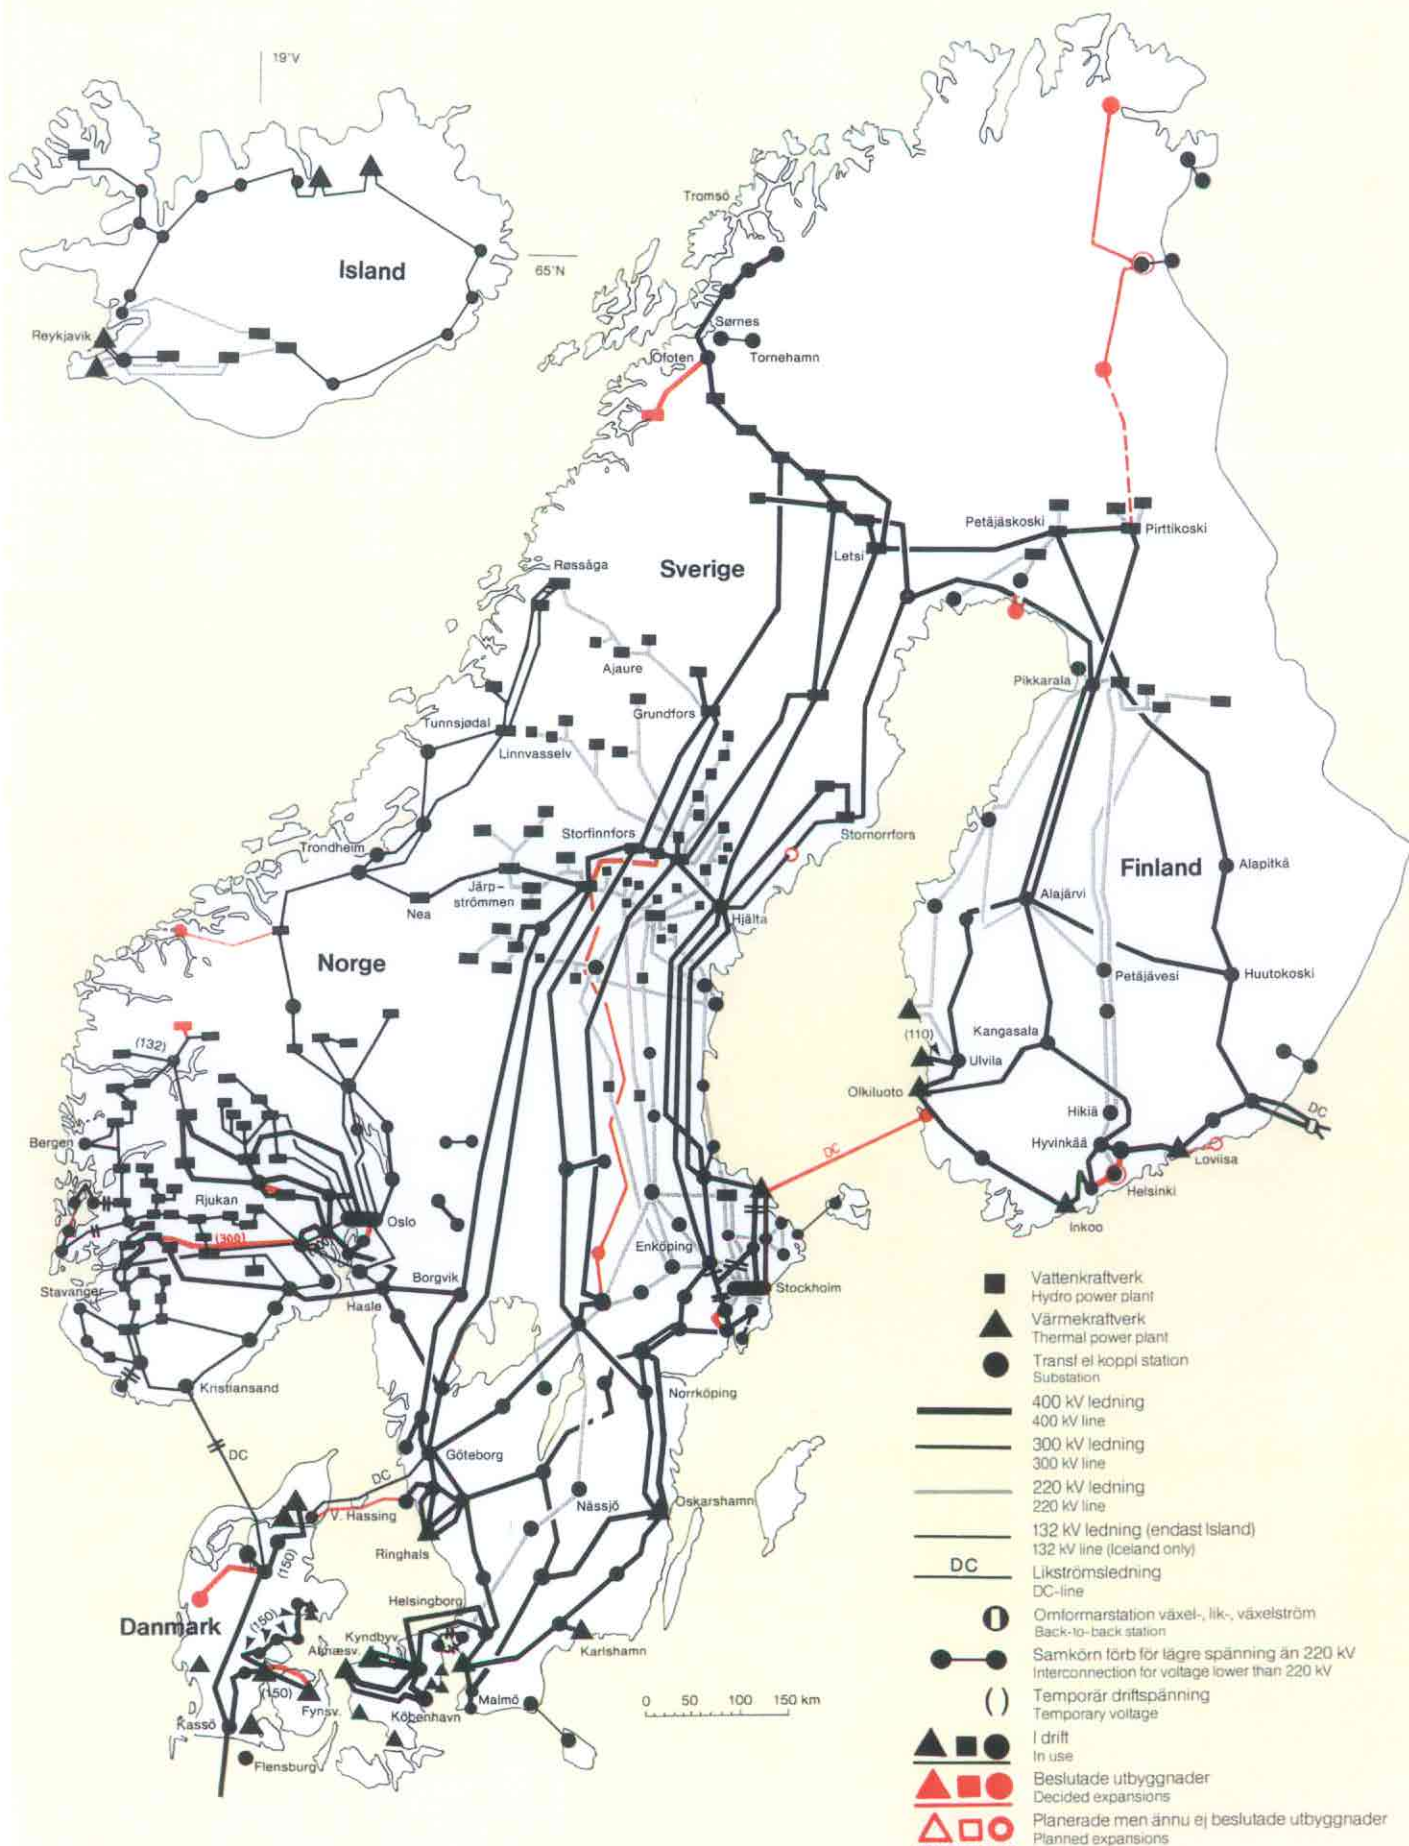 19°V
Island
65°N
Reykjavik
Tromsö
Sørnes
Ofoten
Tornehamn
Petäjäskoski
Pirttikoski
Letsi
Sverige
Røssåga
Ajaure
Pikkarala
Grundfors
Tunnsjødal
Linnvasselv
Storfinnfors
Stornorrfors
Trondheim
Finland
Alapitkä
Järp-
strömmen
Alajärvi
Nea
Hjälta
Norge
Petäjävesi
Huutokoski
(132)
Kangasala
(110)
Ulvila
Olkiluoto
DC
Hikiä
Bergen
Hyvinkää
DC
Loviisa
Rjukan
Helsinki
Oslo
Inkoo
(300)
Enköping
Borgvik
Stockholm
Stavanger
Hasle
Kristiansand
Norrköping
DC
Göteborg
DC
V. Hassing
Nässjö
Oskarshamn
Ringhals
(150)
Helsingborg
Danmark
(150)
Kyndbyv.
Asnæsv.
Karlshamn
(150)
Fynsv.
Malmö
Köbenhavn
Kassö
Flensburg
0 50 100 150 km
Vattenkraftverk
Hydro power plant
Värmekraftverk
Thermal power plant
Transf el koppl station
Substation
400 kV ledning
400 kV line
300 kV ledning
300 kV line
220 kV ledning
220 kV line
132 kV ledning (endast Island)
132 kV line (Iceland only)
DC Likströmsledning
DC-line
Omformarstation växel-, lik-, växelström
Back-to-back station
Samkörn förb för lägre spänning än 220 kV
Interconnection for voltage lower than 220 kV
( ) Temporär driftspänning
Temporary voltage
I drift
In use
Beslutade utbyggnader
Decided expansions
Planerade men ännu ej beslutade utbyggnader
Planned expansions